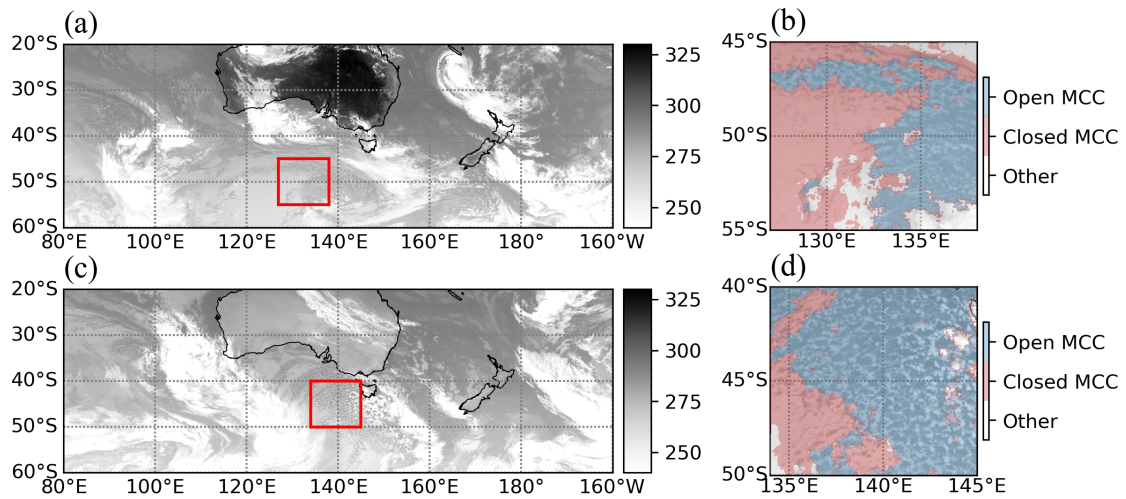 (a)
20°S
30°S
40°S
50°S
60°S
80°E 100°E 120°E 140°E 160°E 180° 160°W
325
300
275
250
(b)
45°S
50°S
55°S
130°E 135°E
Open MCC
Closed MCC
Other
(c)
20°S
30°S
40°S
50°S
60°S
80°E 100°E 120°E 140°E 160°E 180° 160°W
325
300
275
250
(d)
40°S
45°S
50°S
135°E 140°E 145°E
Open MCC
Closed MCC
Other